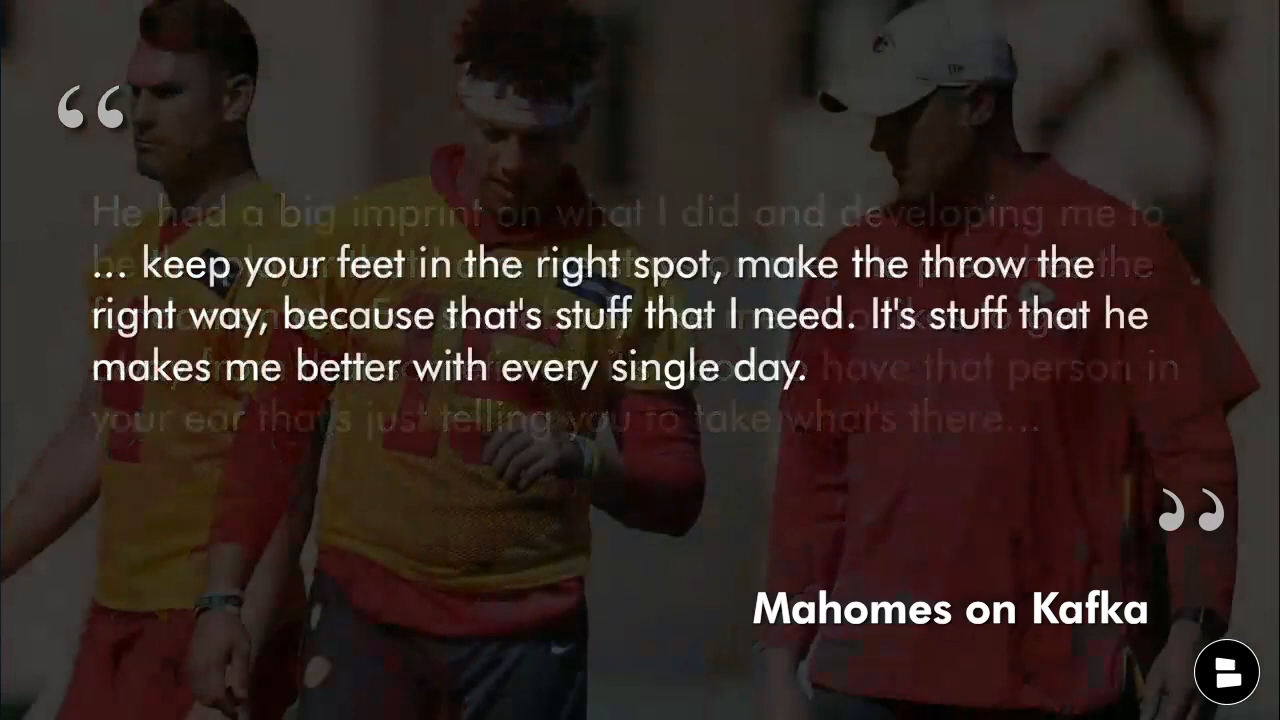 He had a big imprint on what I did and developing me to
... keep your feet in the right spot, make the throw the
right way, because that's stuff that I need. It's stuff that he
makes me better with every single day.
have that person in
your ear that's just telling you to take what's there...
Mahomes on Kafka